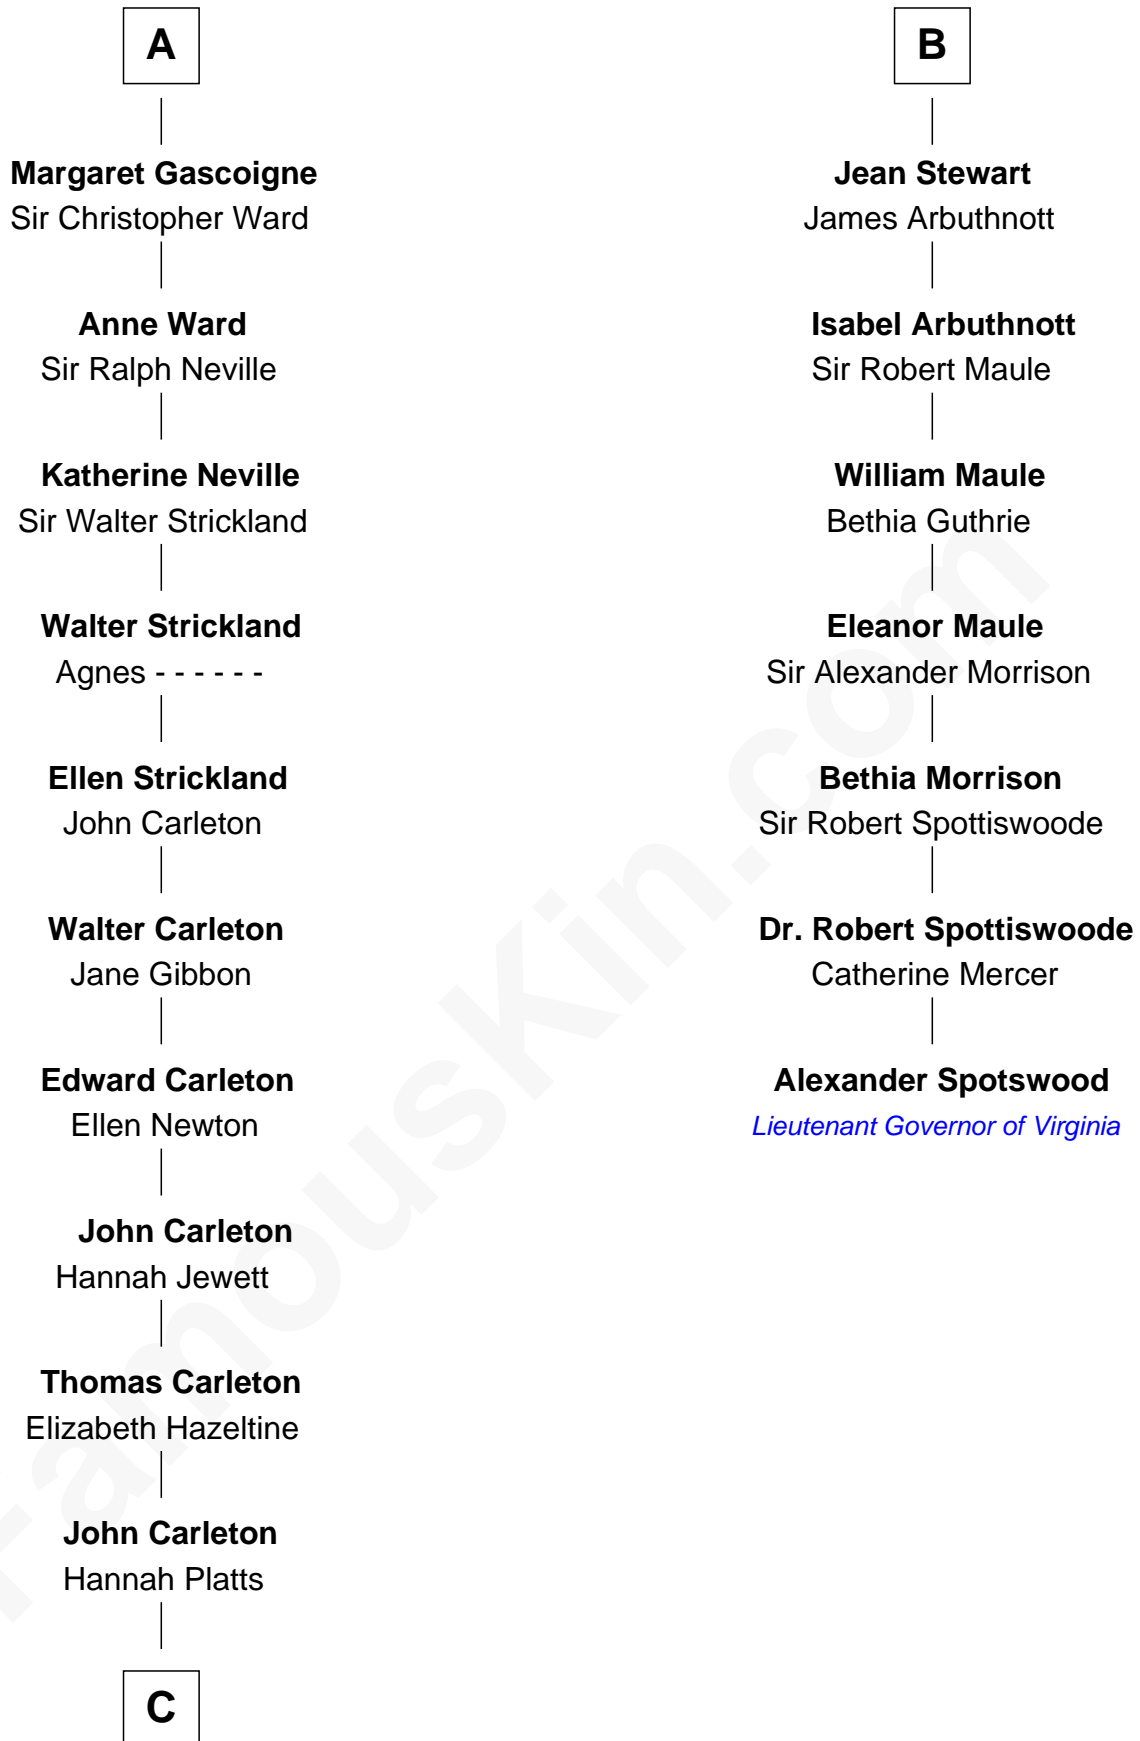 A
Margaret Gascoigne
Sir Christopher Ward
Anne Ward
Sir Ralph Neville
Katherine Neville
Sir Walter Strickland
Walter Strickland
Agnes - - - - - -
Ellen Strickland
John Carleton
Walter Carleton
Jane Gibbon
Edward Carleton
Ellen Newton
John Carleton
Hannah Jewett
Thomas Carleton
Elizabeth Hazeltine
John Carleton
Hannah Platts
C
B
Jean Stewart
James Arbuthnott
Isabel Arbuthnott
Sir Robert Maule
William Maule
Bethia Guthrie
Eleanor Maule
Sir Alexander Morrison
Bethia Morrison
Sir Robert Spottiswoode
Dr. Robert Spottiswoode
Catherine Mercer
Alexander Spotswood
Lieutenant Governor of Virginia
FamousKin.com